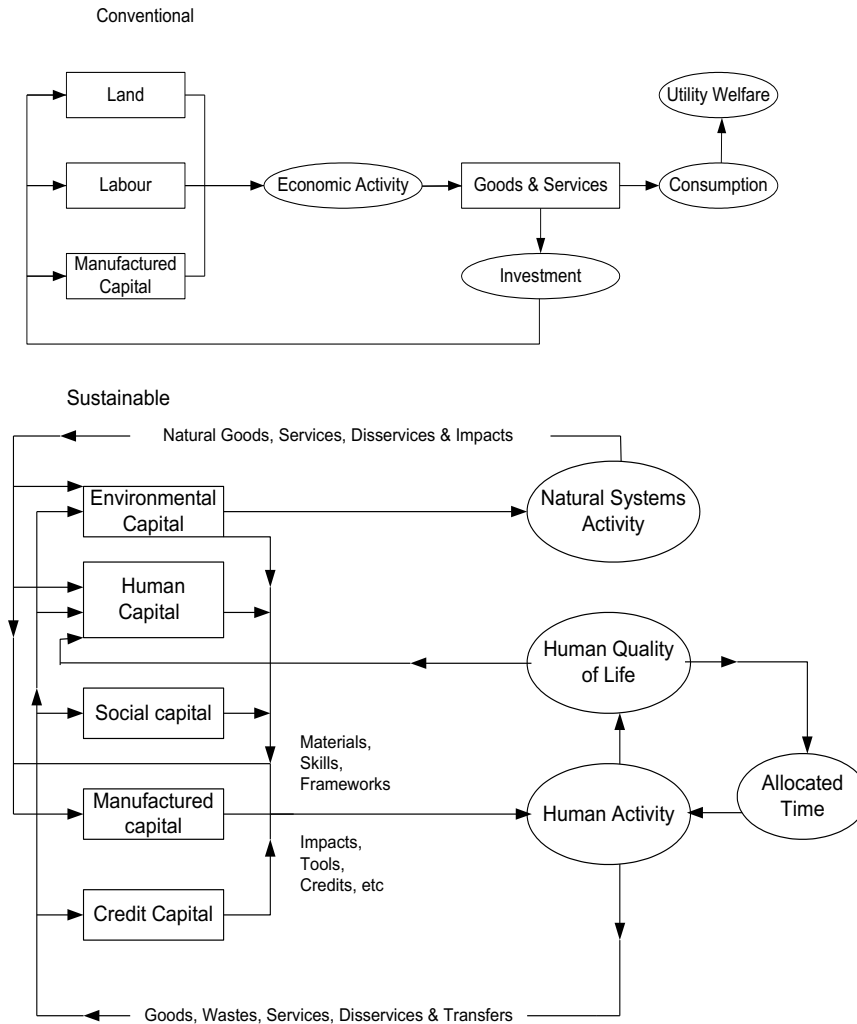 Conventional
Land
Labour
Manufactured
Capital
Economic Activity
Goods & Services
Consumption
Utility Welfare
Investment
Sustainable
Natural Goods, Services, Disservices & Impacts
Environmental
Capital
Natural Systems
Activity
Human
Capital
Human Quality
of Life
Social capital
Materials,
Skills,
Frameworks
Allocated
Time
Manufactured
capital
Human Activity
Impacts,
Tools,
Credits, etc
Credit Capital
Goods, Wastes, Services, Disservices & Transfers